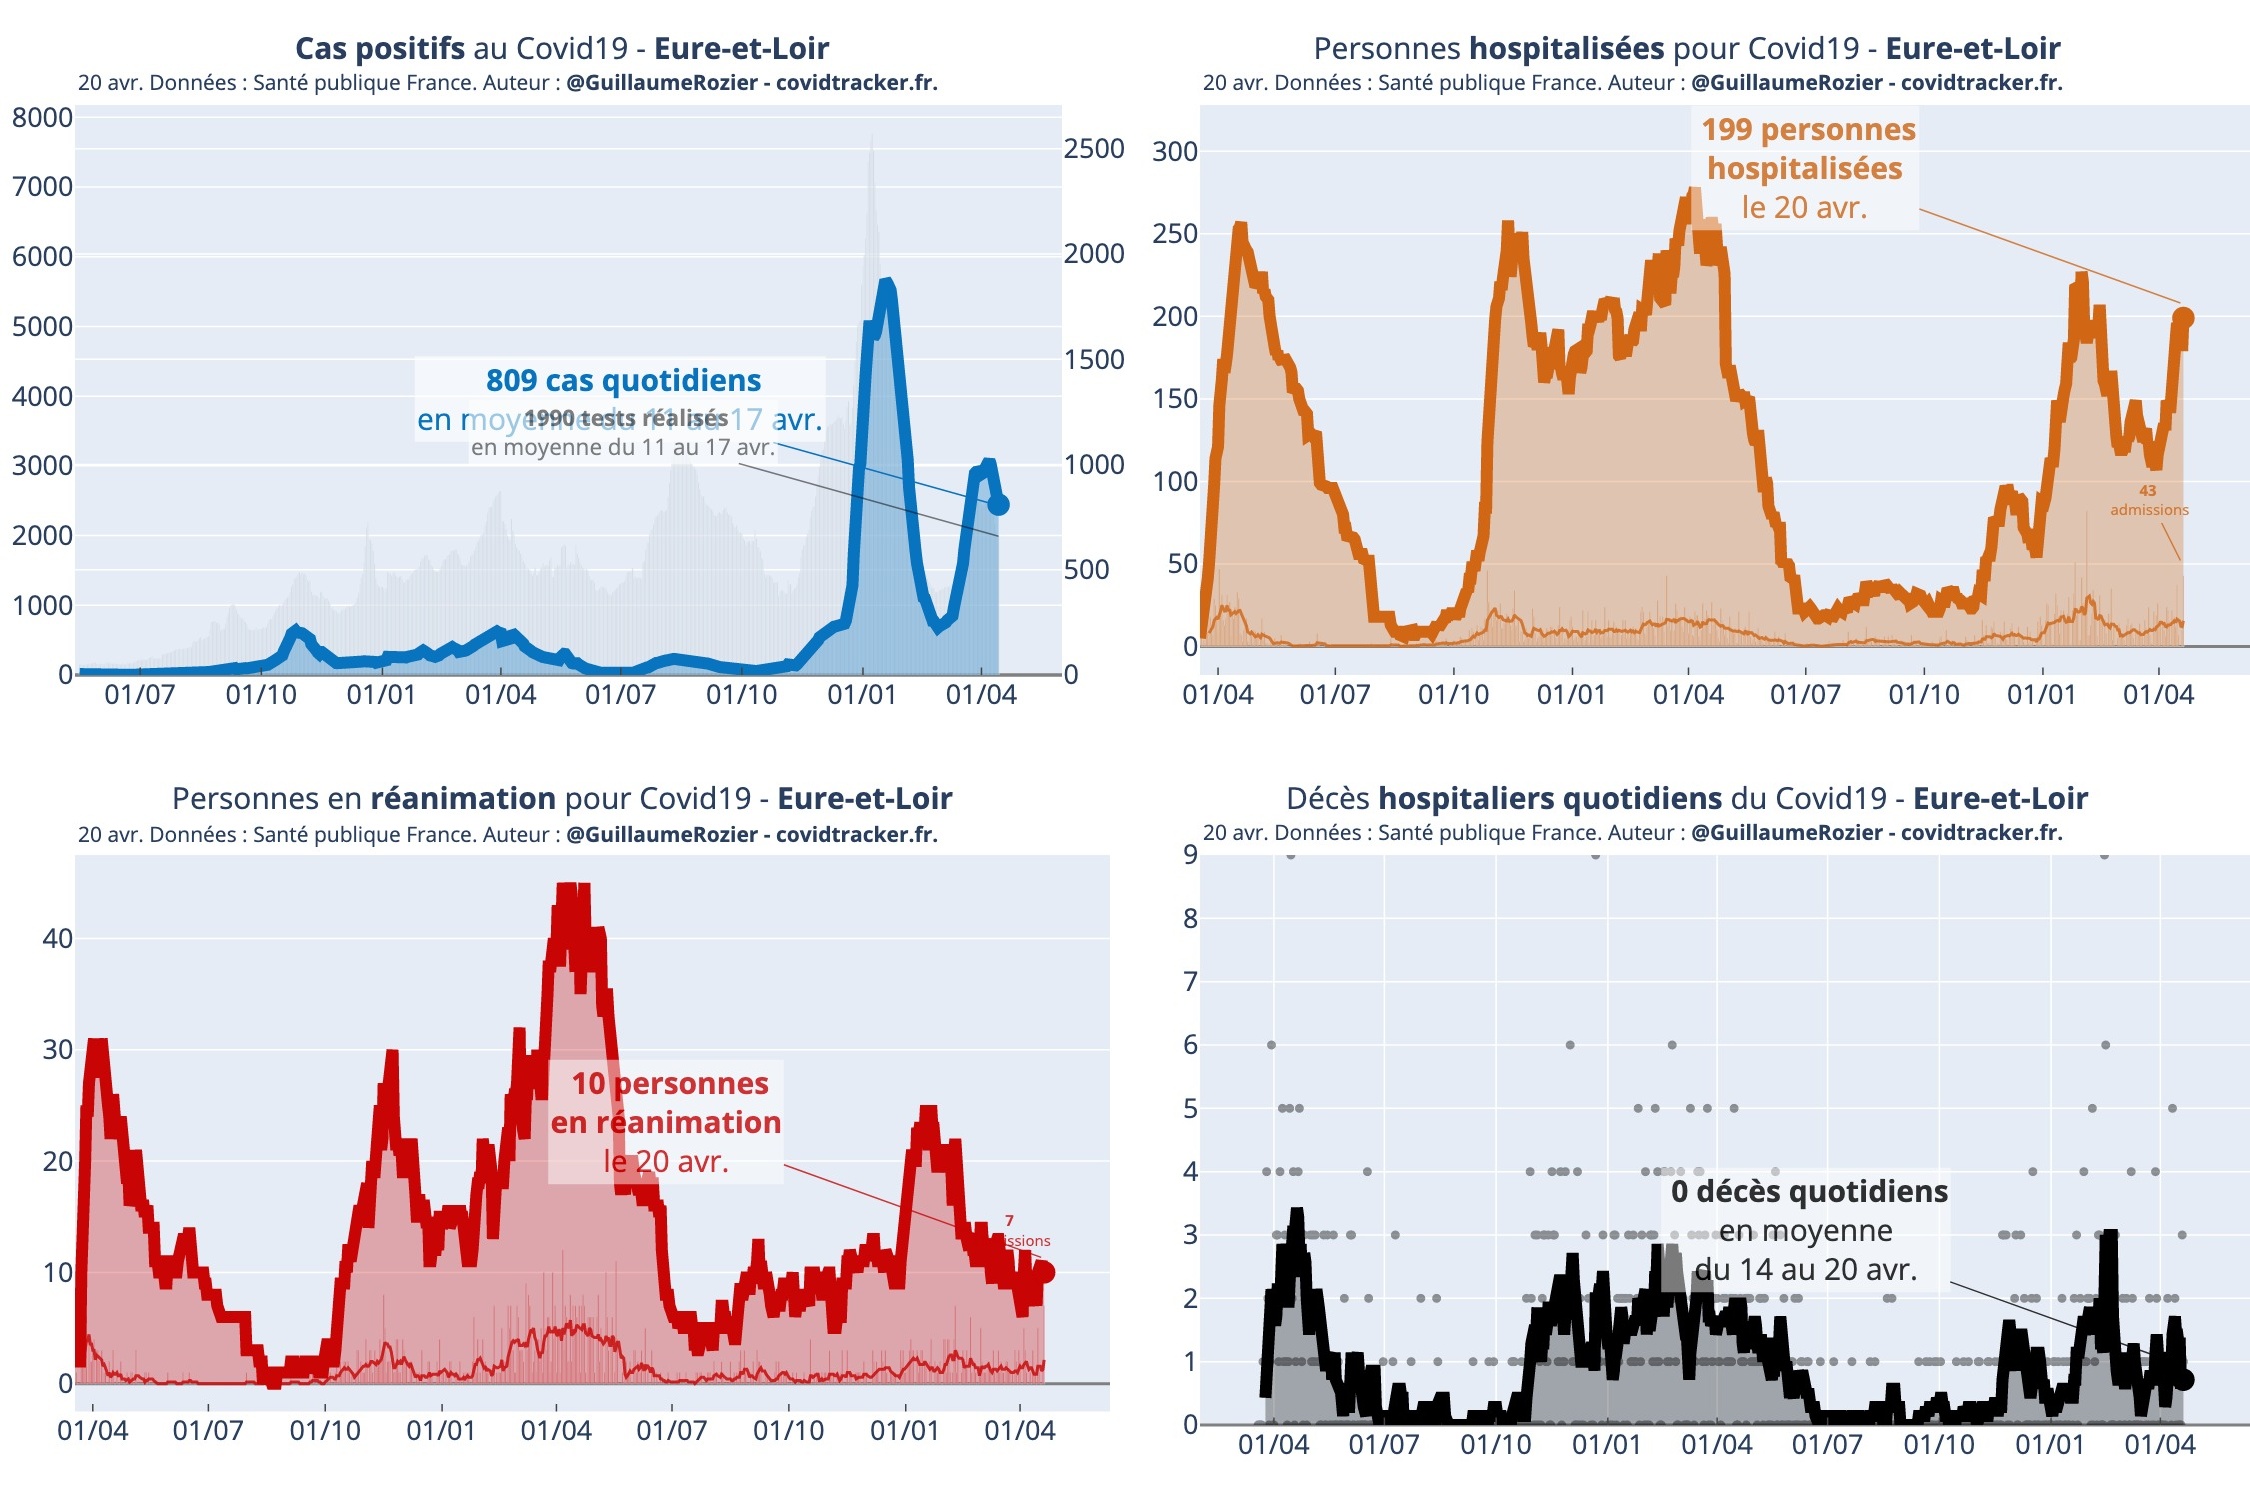 Cas positifs au Covid19 - Eure-et-Loir
20 avr. Données : Santé publique France. Auteur : @GuillaumeRozier - covidtracker.fr.
8000
7000
6000
5000
4000
3000
2000
1000
0
2500
2000
1500
1000
500
0
809 cas quotidiens
en moyenne du 11 au 17 avr.
1990 tests réalisés
en moyenne du 11 au 17 avr.
01/07 01/10 01/01 01/04 01/07 01/10 01/01 01/04
Personnes hospitalisées pour Covid19 - Eure-et-Loir
20 avr. Données : Santé publique France. Auteur : @GuillaumeRozier - covidtracker.fr.
300
250
200
150
100
50
0
199 personnes
hospitalisées
le 20 avr.
43
admissions
01/04 01/07 01/10 01/01 01/04 01/07 01/10 01/01 01/04
Personnes en réanimation pour Covid19 - Eure-et-Loir
20 avr. Données : Santé publique France. Auteur : @GuillaumeRozier - covidtracker.fr.
40
30
20
10
0
10 personnes
en réanimation
le 20 avr.
7
issions
01/04 01/07 01/10 01/01 01/04 01/07 01/10 01/01 01/04
Décès hospitaliers quotidiens du Covid19 - Eure-et-Loir
20 avr. Données : Santé publique France. Auteur : @GuillaumeRozier - covidtracker.fr.
9
8
7
6
5
4
3
2
1
0
0 décès quotidiens
en moyenne
du 14 au 20 avr.
01/04 01/07 01/10 01/01 01/04 01/07 01/10 01/01 01/04